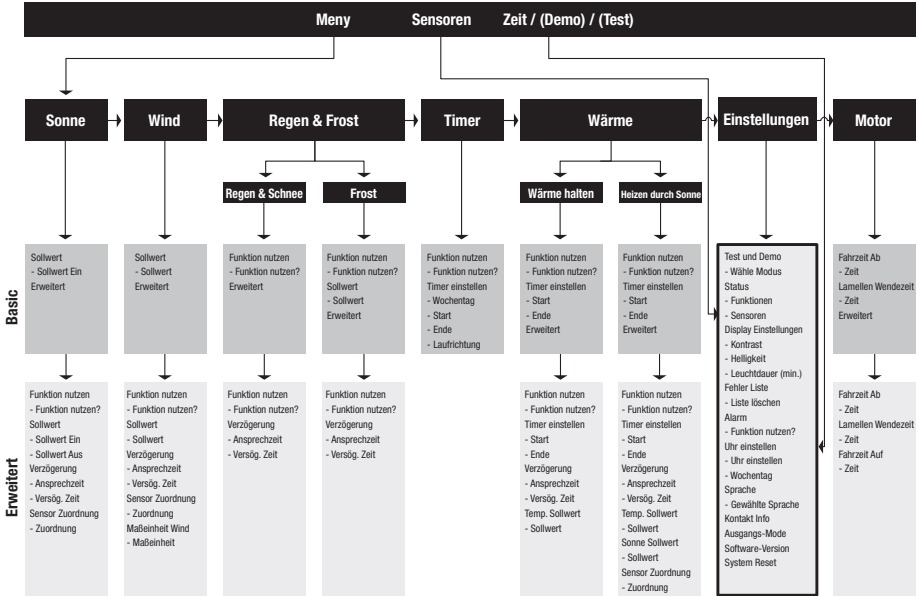 Meny Sensoren Zeit / (Demo) / (Test)
Sonne Wind Regen & Frost Timer Wärme Einstellungen Motor
Regen & Schnee Frost Wärme halten Heizen durch Sonne
Basic
Sollwert
- Sollwert Ein
Erweitert
Sollwert
- Sollwert
Erweitert
Funktion nutzen
- Funktion nutzen?
Erweitert
Funktion nutzen
- Funktion nutzen?
Sollwert
- Sollwert
Erweitert
Funktion nutzen
- Funktion nutzen?
Timer einstellen
- Wochentag
- Start
- Ende
- Laufrichtung
Funktion nutzen
- Funktion nutzen?
Timer einstellen
- Start
- Ende
Erweitert
Funktion nutzen
- Funktion nutzen?
Timer einstellen
- Start
- Ende
Erweitert
Test und Demo
- Wähle Modus
Status
- Funktionen
- Sensoren
Display Einstellungen
- Kontrast
- Helligkeit
- Leuchtdauer (min.)
Fehler Liste
- Liste löschen
Alarm
- Funktion nutzen?
Uhr einstellen
- Uhr einstellen
- Wochentag
Sprache
- Gewählte Sprache
Kontakt Info
Ausgangs-Mode
Software-Version
System Reset
Fahrzeit Ab
- Zeit
Lamellen Wendezeit
- Zeit
Erweitert
Erweitert
Funktion nutzen
- Funktion nutzen?
Sollwert
- Sollwert Ein
- Sollwert Aus
Verzögerung
- Ansprechzeit
- Versög. Zeit
Sensor Zuordnung
- Zuordnung
Funktion nutzen
- Funktion nutzen?
Sollwert
- Sollwert
Verzögerung
- Ansprechzeit
- Versög. Zeit
Sensor Zuordnung
- Zuordnung
Maßeinheit Wind
- Maßeinheit
Funktion nutzen
- Funktion nutzen?
Verzögerung
- Ansprechzeit
- Versög. Zeit
Funktion nutzen
- Funktion nutzen?
Verzögerung
- Ansprechzeit
- Versög. Zeit
Funktion nutzen
- Funktion nutzen?
Timer einstellen
- Start
- Ende
Verzögerung
- Ansprechzeit
- Versög. Zeit
Temp. Sollwert
- Sollwert
Funktion nutzen
- Funktion nutzen?
Timer einstellen
- Start
- Ende
Verzögerung
- Ansprechzeit
- Versög. Zeit
Temp. Sollwert
- Sollwert
Sonne Sollwert
- Sollwert
Sensor Zuordnung
- Zuordnung
Fahrzeit Ab
- Zeit
Lamellen Wendezeit
- Zeit
Fahrzeit Auf
- Zeit